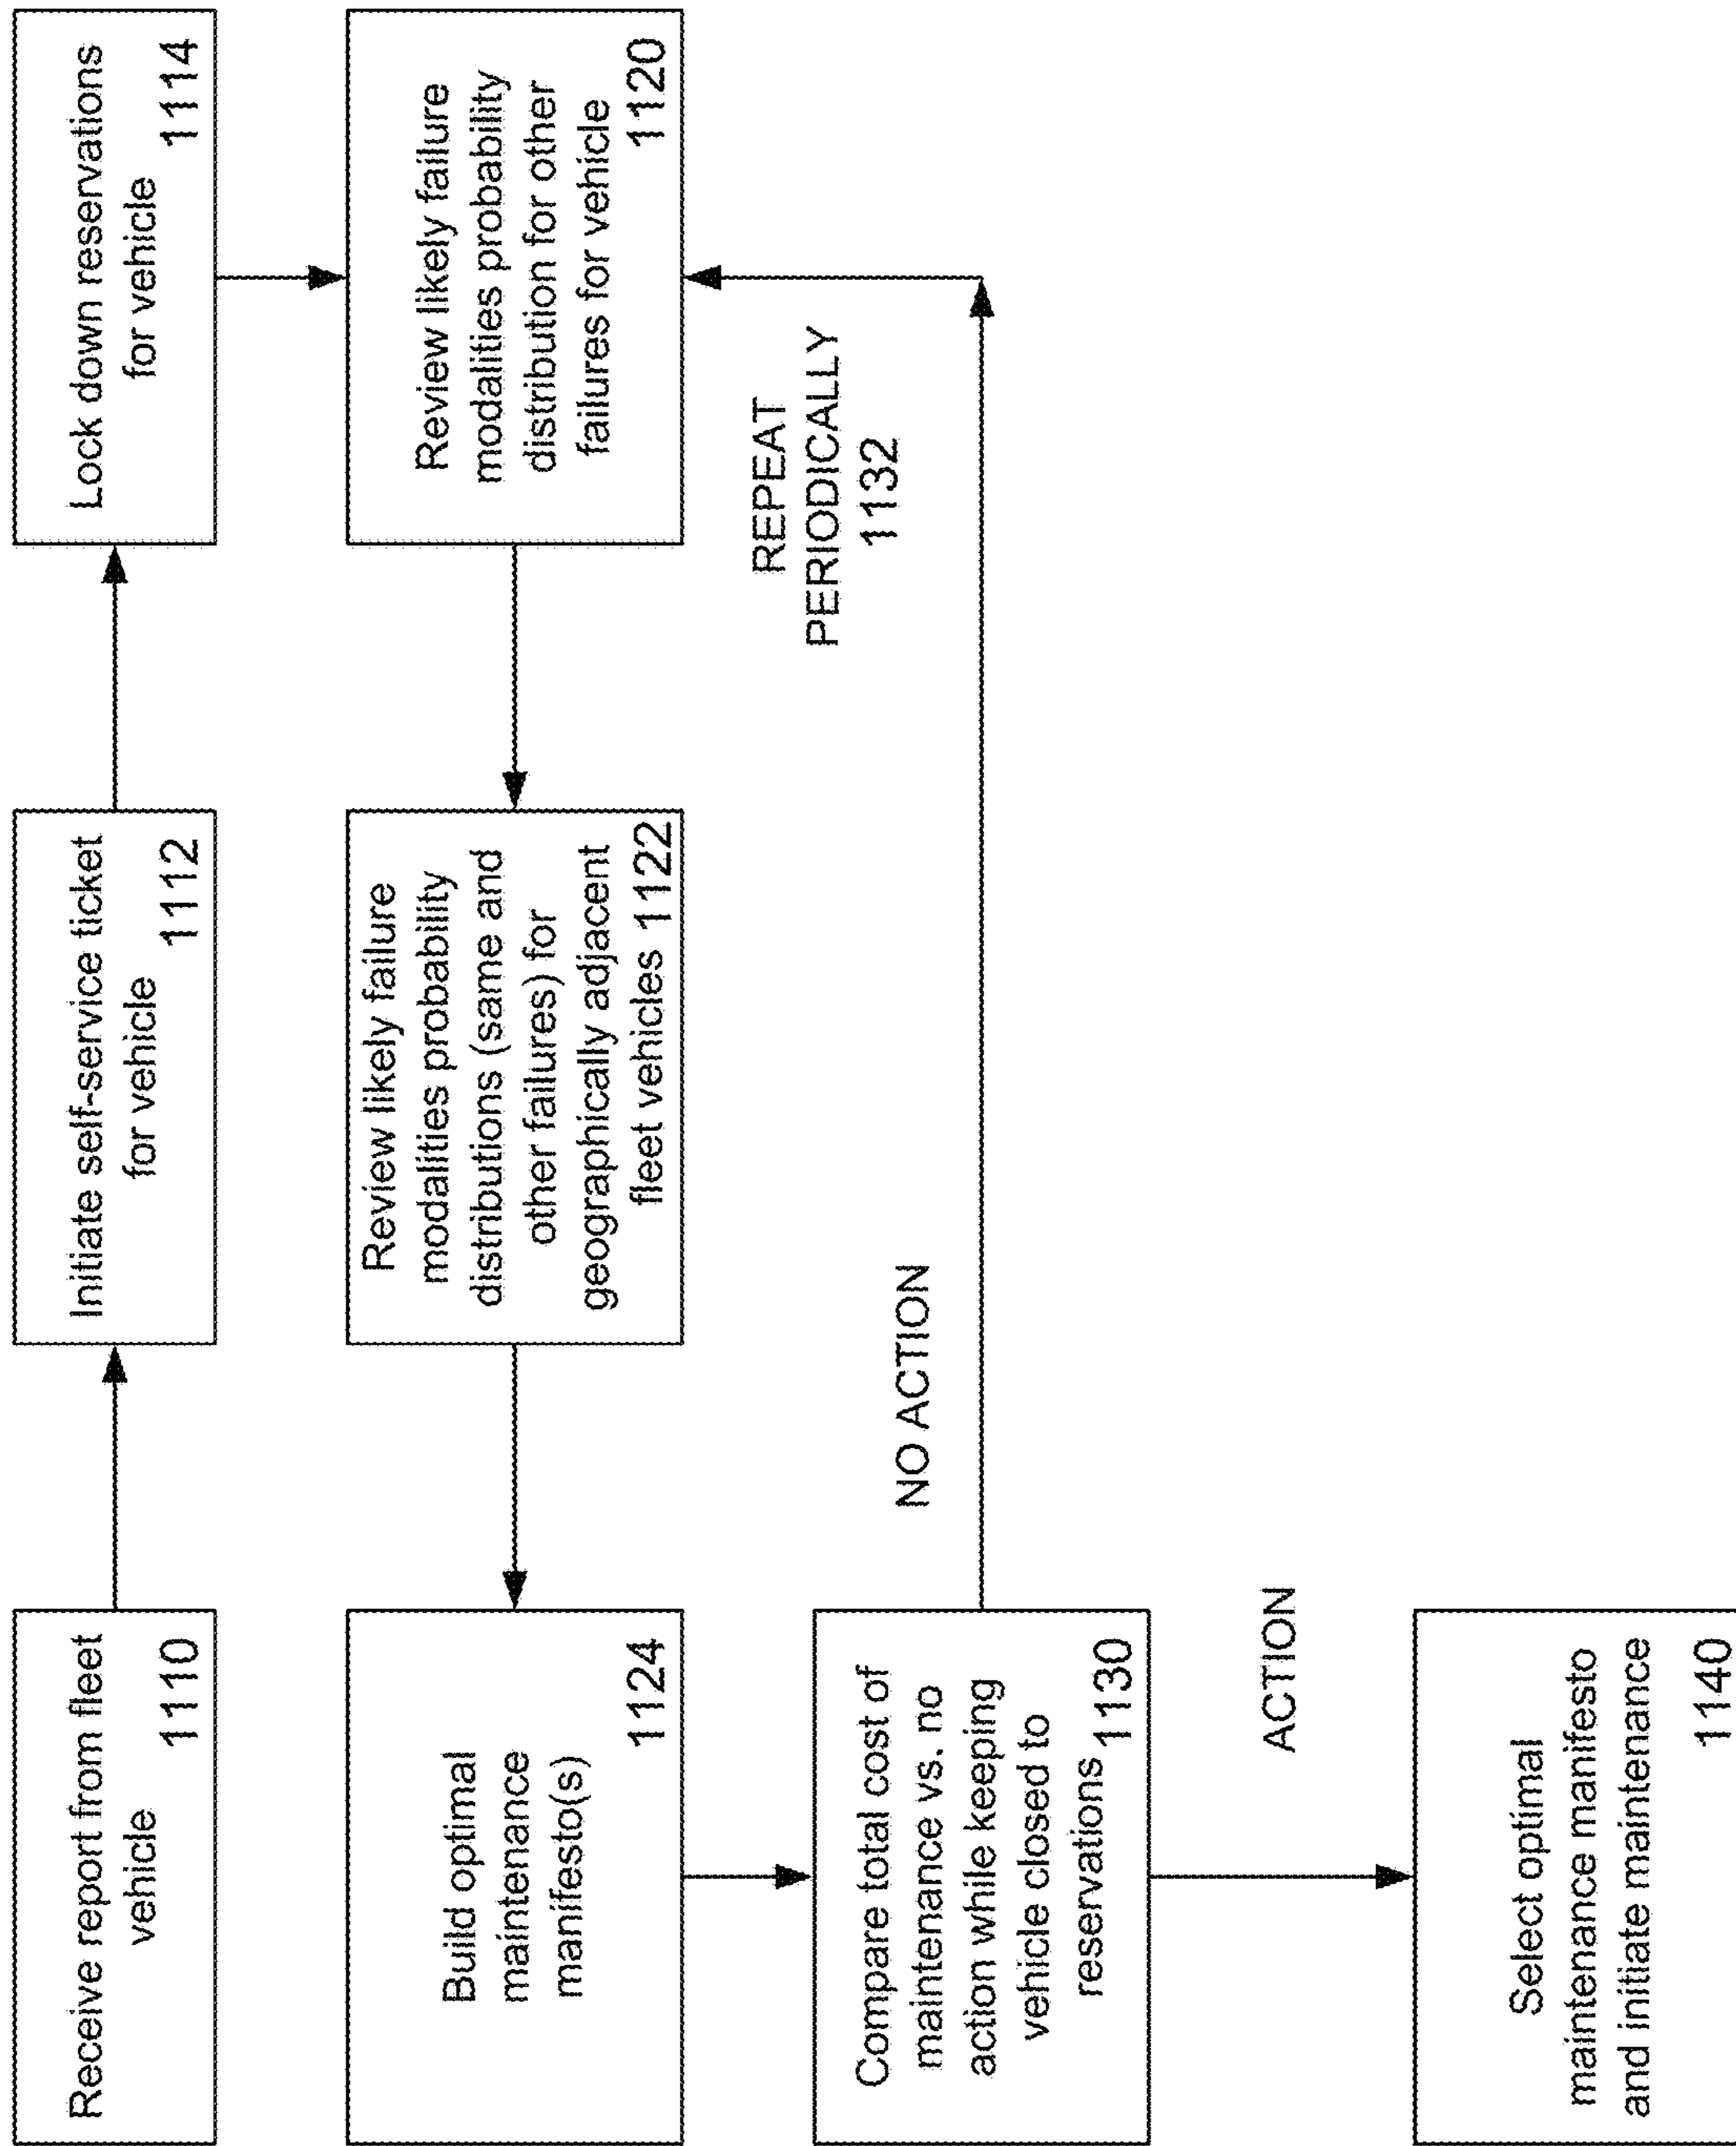 Receive report from fleet
vehicle
1110
Initiate self-service ticket
for vehicle
1112
Lock down reservations
for vehicle
1114
Review likely failure
modalities probability
distribution for other
failures for vehicle
1120
Review likely failure
modalities probability
distributions (same and
other failures) for
geographically adjacent
fleet vehicles 1122
Build optimal
maintenance
manifesto(s)
1124
Compare total cost of
maintenance vs. no
action while keeping
vehicle closed to
reservations 1130
NO ACTION
REPEAT
PERIODICALLY
1132
ACTION
Select optimal
maintenance manifesto
and initiate maintenance
1140